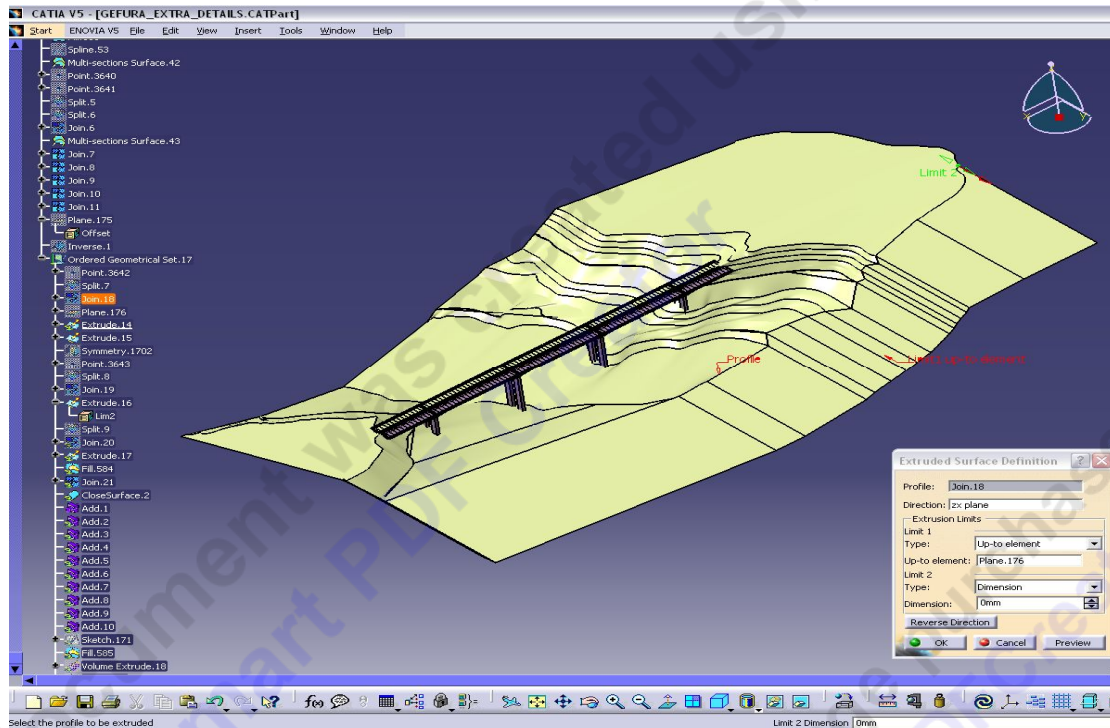 CATIA V5 - [GEFURA_EXTRA_DETAILS.CATPart]
Start ENOVIA V5 File Edit View Insert Tools Window Help
Spline.53
Multi-sections Surface.42
Point.3640
Point.3641
Split.5
Split.6
Join.6
Multi-sections Surface.43
Join.7
Join.8
Join.9
Join.10
Join.11
Plane.175
Offset
Inverse.1
Ordered Geometrical Set.17
Point.3642
Split.7
Join.18
Plane.176
Extrude.14
Extrude.15
Symmetry.1702
Point.3643
Split.8
Join.19
Extrude.16
Lim2
Split.9
Join.20
Extrude.17
Fill.584
Join.21
CloseSurface.2
Add.1
Add.2
Add.3
Add.4
Add.5
Add.6
Add.7
Add.8
Add.9
Add.10
Sketch.171
Fill.585
Volume Extrude.18
Limit 2
Profile
Extruded Surface Definition
Profile: Join.18
Direction: zx plane
Extrusion Limits
Limit 1
Type: Up-to element
Up-to element: Plane.176
Limit 2
Type: Dimension
Dimension: 0mm
Reverse Direction
OK Cancel Preview
Select the profile to be extruded
Limit 2 Dimension 0mm